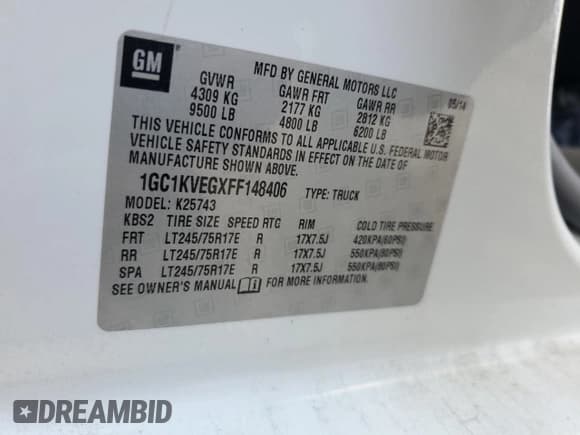 GM
MFD BY GENERAL MOTORS LLC 05/14
GVWR GAWR FRT GAWR RR
4309 KG 2177 KG 2812 KG
9500 LB 4800 LB 6200 LB
THIS VEHICLE CONFORMS TO ALL APPLICABLE U.S. FEDERAL MOTOR
VEHICLE SAFETY STANDARDS IN EFFECT ON THE DATE OF
MANUFACTURE SHOWN ABOVE.
1GC1KVEGXFF148406 TYPE: TRUCK
MODEL: K25743
KBS2 TIRE SIZE SPEED RTG RIM COLD TIRE PRESSURE
FRT LT245/75R17E R 17X7.5J 420KPA(60PSI)
RR LT245/75R17E R 17X7.5J 550KPA(80PSI)
SPA LT245/75R17E R 17X7.5J 550KPA(80PSI)
SEE OWNER'S MANUAL FOR MORE INFORMATION.
DREAMBID